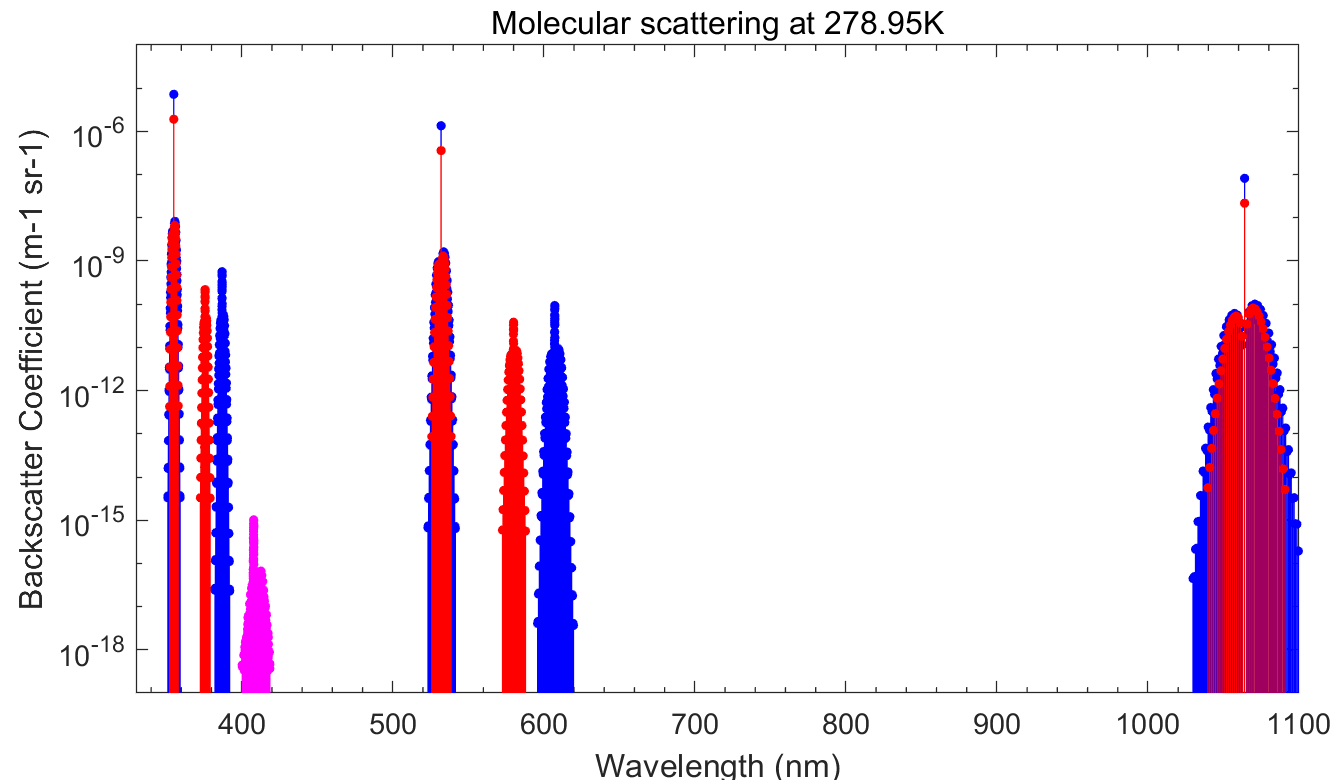 Molecular scattering at 278.95K
Backscatter Coefficient (m-1 sr-1)
10-6
10-9
10-12
10-15
10-18
400 500 600 700 800 900 1000 1100
Wavelength (nm)